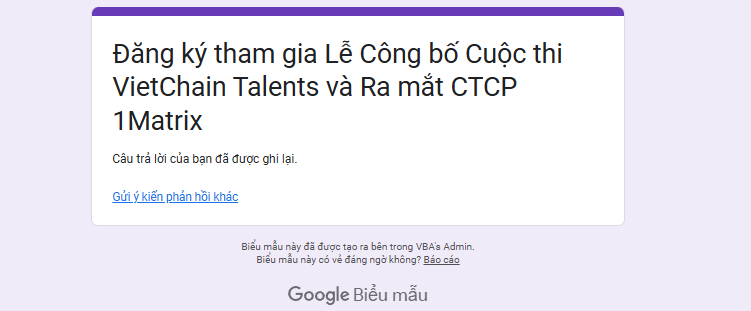 Đăng ký tham gia Lễ Công bố Cuộc thi
VietChain Talents và Ra mắt CTCP
1Matrix
Câu trả lời của bạn đã được ghi lại.
Gửi ý kiến phản hồi khác
Biểu mẫu này đã được tạo ra bên trong VBA's Admin.
Biểu mẫu này có vẻ đáng ngờ không? Báo cáo
Google Biểu mẫu